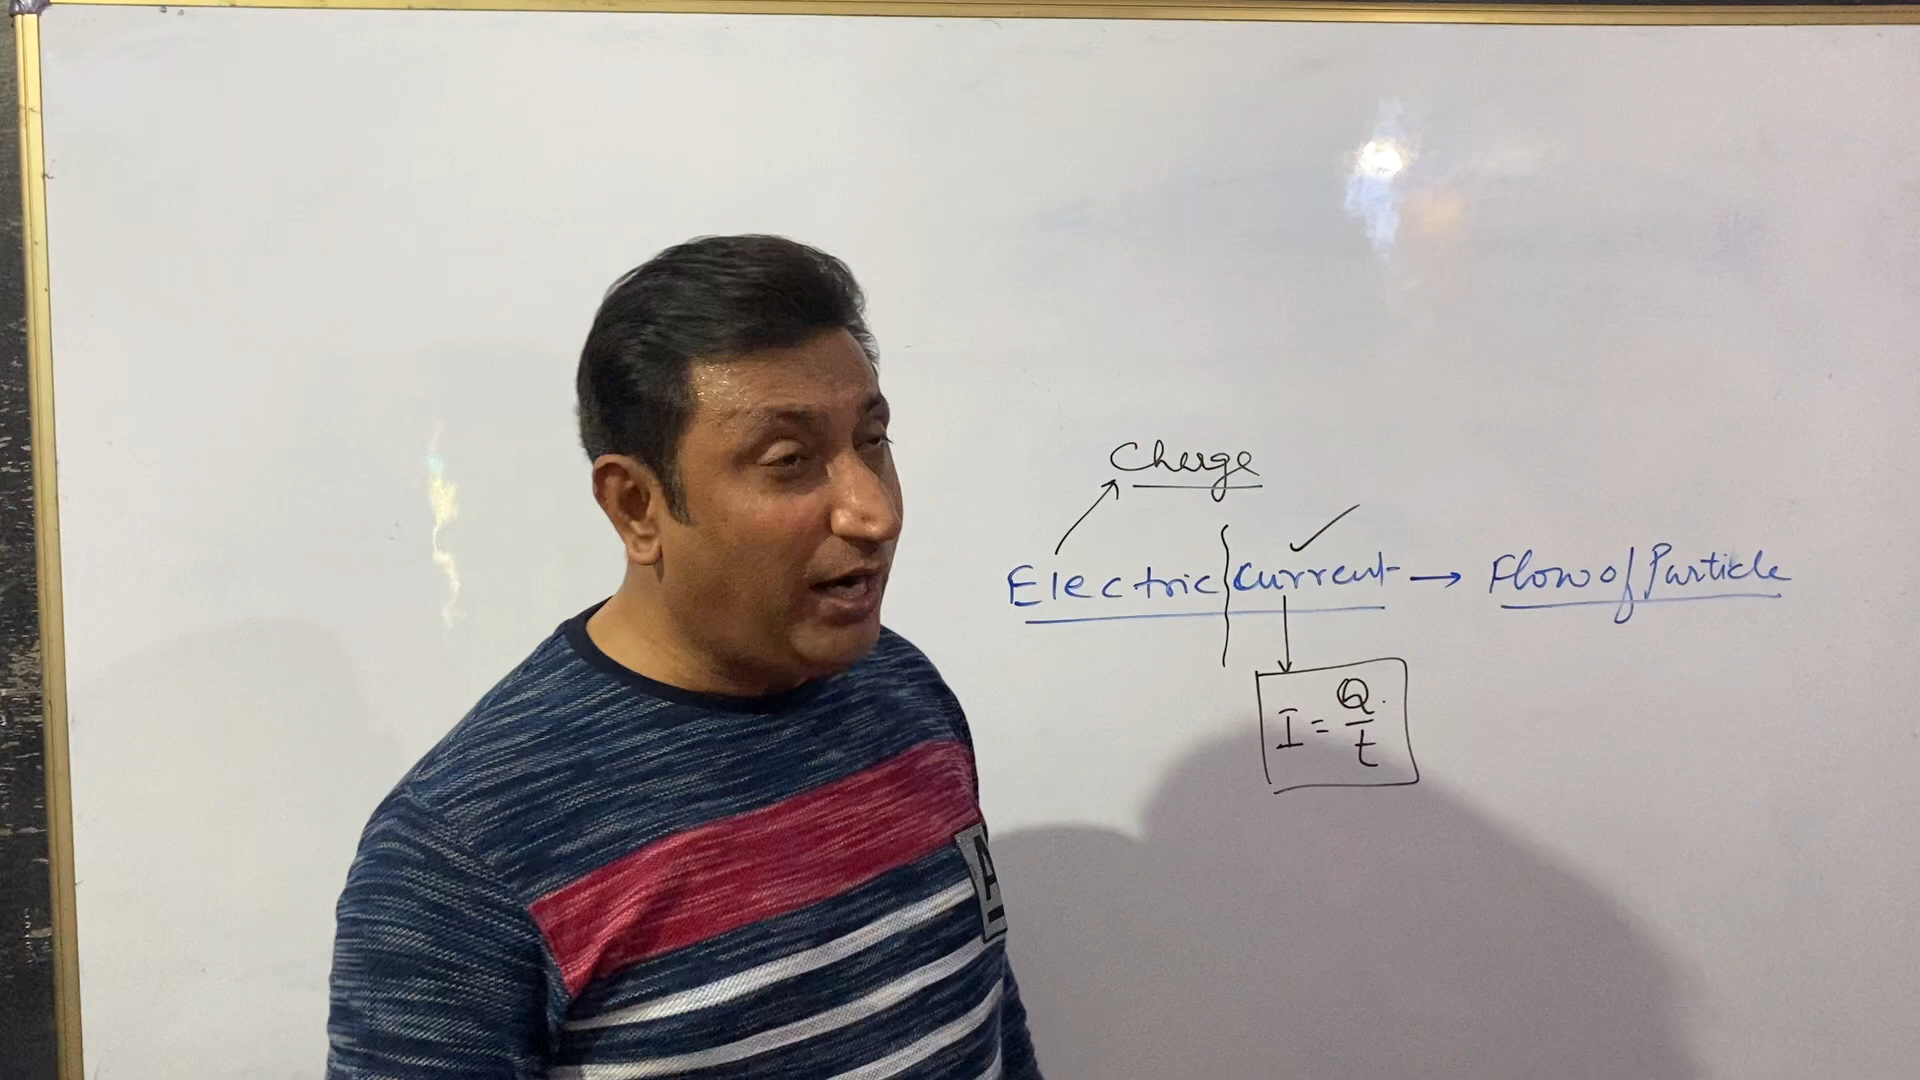 Charge
Electric Current → Flow of Particle
I = Q/t
A